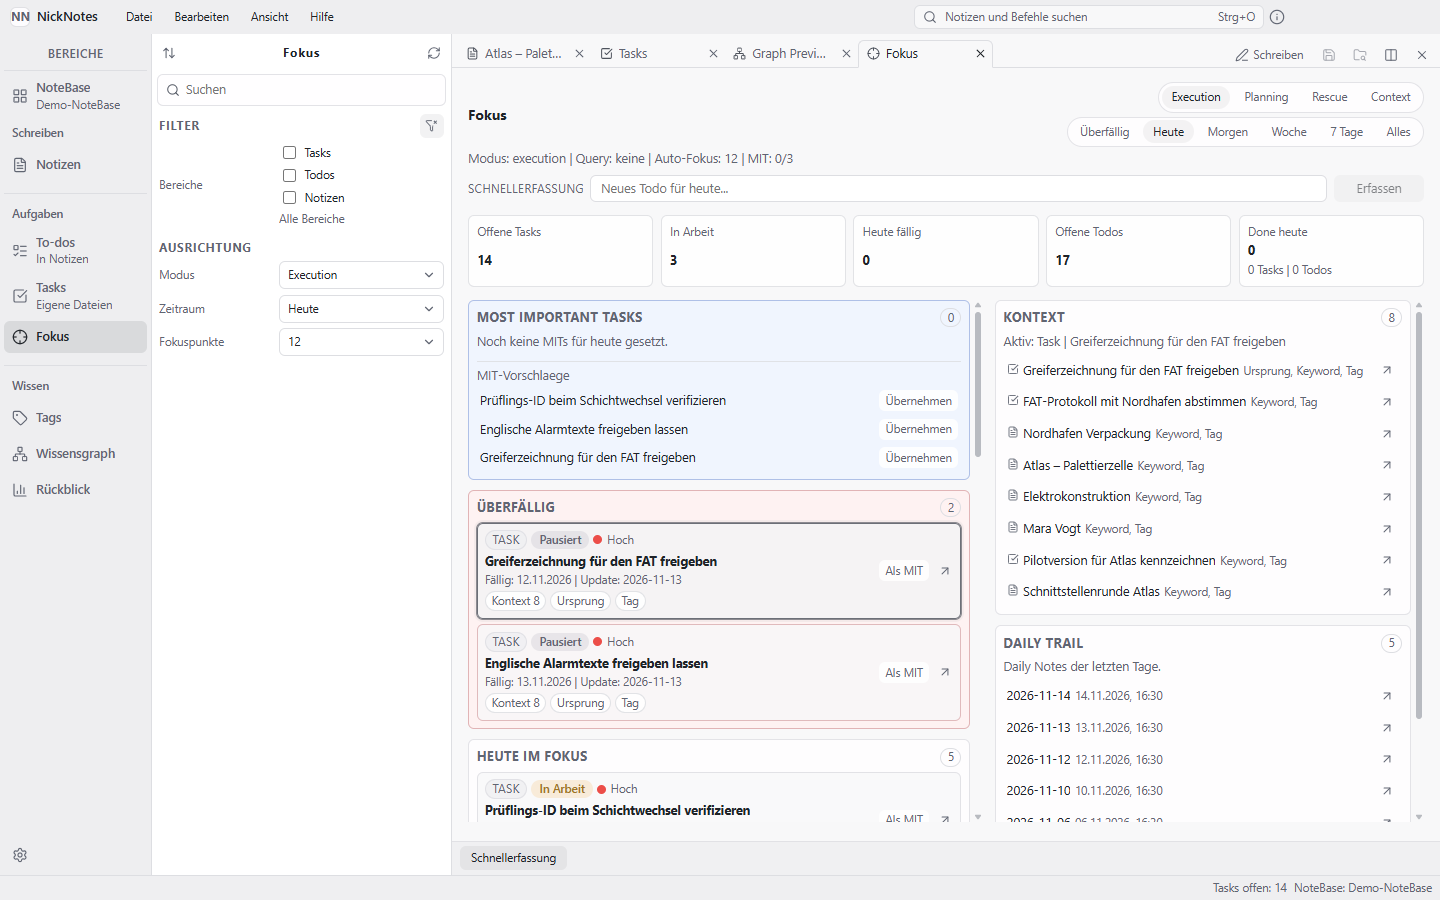 NN NickNotes Datei Bearbeiten Ansicht Hilfe
Notizen und Befehle suchen Strg+O
BEREICHE
NoteBase
Demo-NoteBase
Schreiben
Notizen
Aufgaben
To-dos
In Notizen
Tasks
Eigene Dateien
Fokus
Wissen
Tags
Wissensgraph
Rückblick
Fokus
Suchen
FILTER
Bereiche
Tasks
Todos
Notizen
Alle Bereiche
AUSRICHTUNG
Modus Execution
Zeitraum Heute
Fokuspunkte 12
Atlas – Palett... Tasks Graph Previ... Fokus
Schreiben
Fokus
Execution Planning Rescue Context
Überfällig Heute Morgen Woche 7 Tage Alles
Modus: execution | Query: keine | Auto-Fokus: 12 | MIT: 0/3
SCHNELLERFASSUNG Neues Todo für heute... Erfassen
Offene Tasks
14
In Arbeit
3
Heute fällig
0
Offene Todos
17
Done heute
0
0 Tasks | 0 Todos
MOST IMPORTANT TASKS 0
Noch keine MITs für heute gesetzt.
MIT-Vorschlaege
Prüflings-ID beim Schichtwechsel verifizieren Übernehmen
Englische Alarmtexte freigeben lassen Übernehmen
Greiferzeichnung für den FAT freigeben Übernehmen
ÜBERFÄLLIG 2
TASK Pausiert Hoch
Greiferzeichnung für den FAT freigeben
Als MIT
Fällig: 12.11.2026 | Update: 2026-11-13
Kontext 8 Ursprung Tag
TASK Pausiert Hoch
Englische Alarmtexte freigeben lassen
Als MIT
Fällig: 13.11.2026 | Update: 2026-11-13
Kontext 8 Ursprung Tag
HEUTE IM FOKUS 5
TASK In Arbeit Hoch
Prüflings-ID beim Schichtwechsel verifizieren
Als MIT
KONTEXT 8
Aktiv: Task | Greiferzeichnung für den FAT freigeben
Greiferzeichnung für den FAT freigeben Ursprung, Keyword, Tag
FAT-Protokoll mit Nordhafen abstimmen Keyword, Tag
Nordhafen Verpackung Keyword, Tag
Atlas – Palettierzelle Keyword, Tag
Elektrokonstruktion Keyword, Tag
Mara Vogt Keyword, Tag
Pilotversion für Atlas kennzeichnen Keyword, Tag
Schnittstellenrunde Atlas Keyword, Tag
DAILY TRAIL 5
Daily Notes der letzten Tage.
2026-11-14 14.11.2026, 16:30
2026-11-13 13.11.2026, 16:30
2026-11-12 12.11.2026, 16:30
2026-11-10 10.11.2026, 16:30
2026-11-06 06.11.2026, 16:30
Schnellerfassung
Tasks offen: 14 NoteBase: Demo-NoteBase